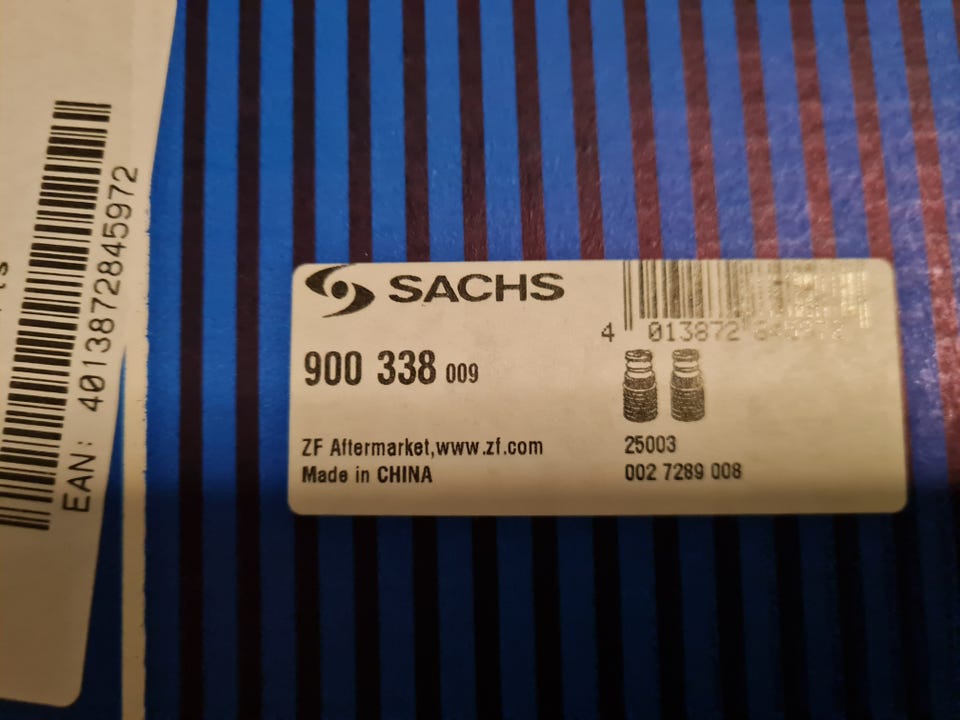 EAN: 4013872845972
SACHS
4 013872 845972
900 338 009
ZF Aftermarket,www.zf.com
25003
Made in CHINA
002 7289 008